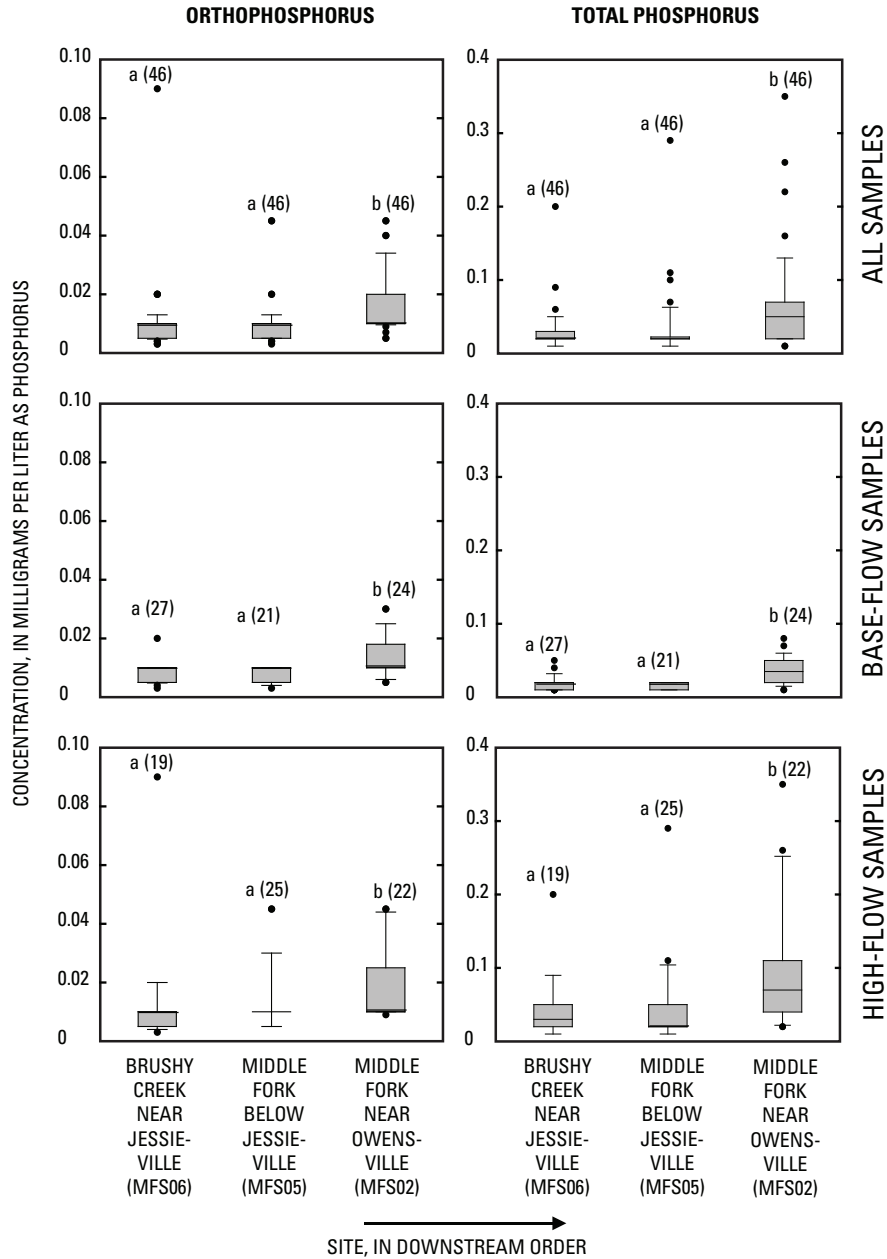 ORTHOPHOSPHORUS
TOTAL PHOSPHORUS
CONCENTRATION, IN MILLIGRAMS PER LITER AS PHOSPHORUS
0.10
0.08
0.06
0.04
0.02
0
a (46)
a (46)
b (46)
0.4
0.3
0.2
0.1
0
a (46)
a (46)
b (46)
ALL SAMPLES
0.10
0.08
0.06
0.04
0.02
0
a (27)
a (21)
b (24)
0.4
0.3
0.2
0.1
0
a (27)
a (21)
b (24)
BASE-FLOW SAMPLES
0.10
0.08
0.06
0.04
0.02
0
a (19)
a (25)
b (22)
0.4
0.3
0.2
0.1
0
a (19)
a (25)
b (22)
HIGH-FLOW SAMPLES
BRUSHY
CREEK
NEAR
JESSIE-
VILLE
(MFS06)
MIDDLE
FORK
BELOW
JESSIE-
VILLE
(MFS05)
MIDDLE
FORK
NEAR
OWENS-
VILLE
(MFS02)
BRUSHY
CREEK
NEAR
JESSIE-
VILLE
(MFS06)
MIDDLE
FORK
BELOW
JESSIE-
VILLE
(MFS05)
MIDDLE
FORK
NEAR
OWENS-
VILLE
(MFS02)
SITE, IN DOWNSTREAM ORDER